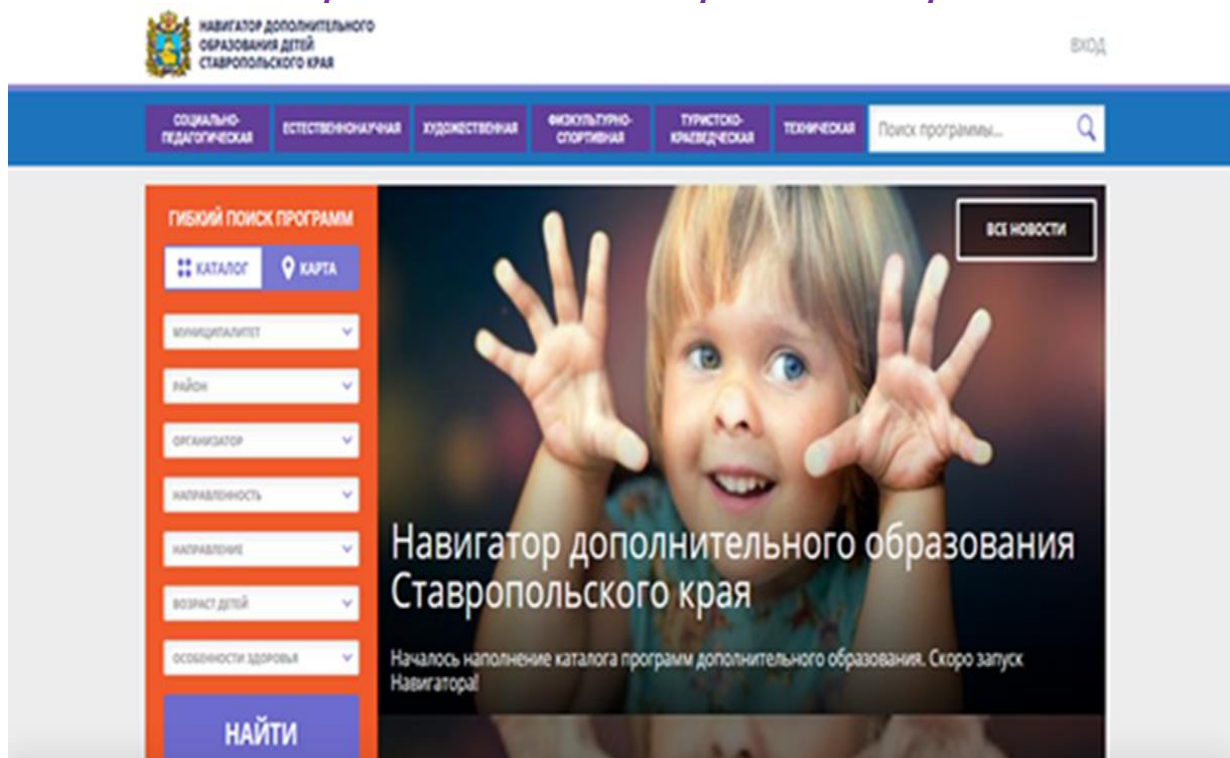 НАВИГАТОР ДОПОЛНИТЕЛЬНОГО
ОБРАЗОВАНИЯ ДЕТЕЙ
СТАВРОПОЛЬСКОГО КРАЯ
ВХОД
СОЦИАЛЬНО-
ПЕДАГОГИЧЕСКАЯ
ЕСТЕСТВЕННОНАУЧНАЯ
ХУДОЖЕСТВЕННАЯ
ФИЗКУЛЬТУРНО-
СПОРТИВНАЯ
ТУРИСТСКО-
КРАЕВЕДЧЕСКАЯ
ТЕХНИЧЕСКАЯ
Поиск программы...
ГИБКИЙ ПОИСК ПРОГРАММ
КАТАЛОГ
КАРТА
МУНИЦИПАЛИТЕТ
РАЙОН
ОРГАНИЗАТОР
НАПРАВЛЕННОСТЬ
НАПРАВЛЕНИЕ
ВОЗРАСТ ДЕТЕЙ
ОСОБЕННОСТИ ЗДОРОВЬЯ
НАЙТИ
ВСЕ НОВОСТИ
Навигатор дополнительного образования
Ставропольского края
Началось наполнение каталога программ дополнительного образования. Скоро запуск
Навигатора!